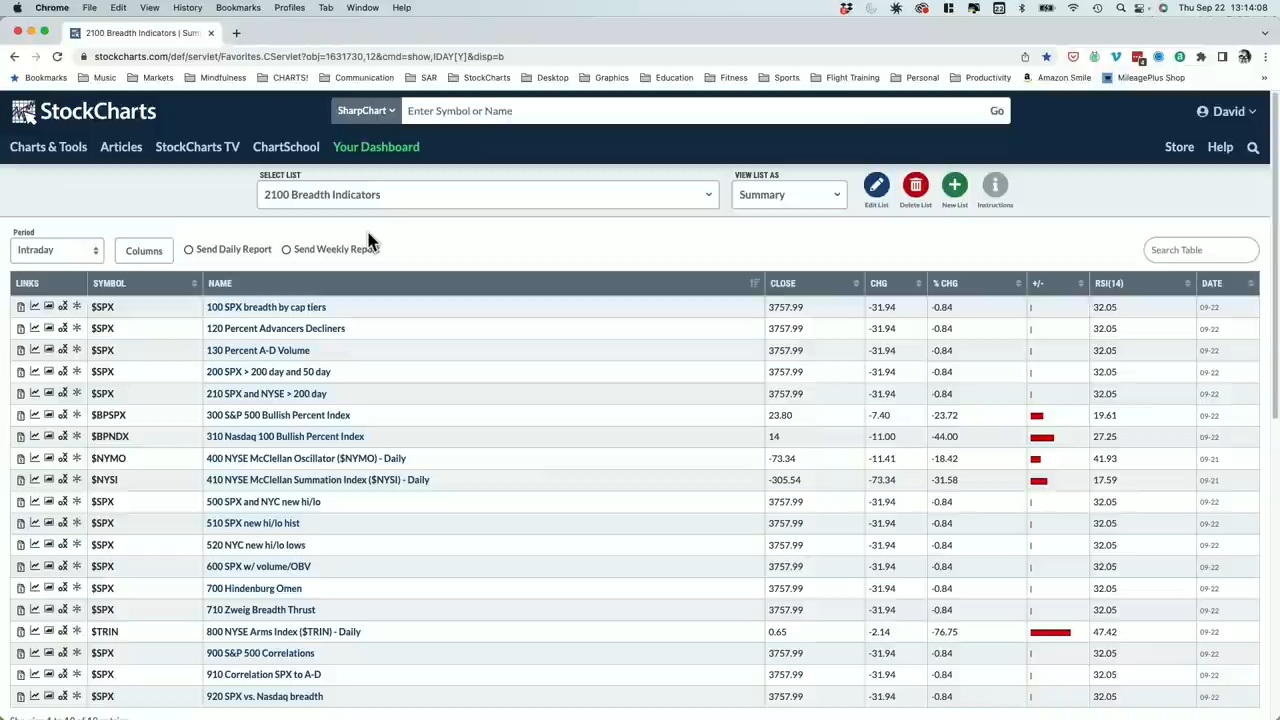 Chrome File Edit View History Bookmarks Profiles Tab Window Help Thu Sep 22 13:14:08
2100 Breadth Indicators | Sum
stockcharts.com/def/servlet/Favorites.CServlet?obj=1631730,12&cmd=show,IDAY[Y]&disp=b
Bookmarks Music Markets Mindfulness CHARTS! Communication SAR StockCharts Desktop Graphics Education Fitness Sports Flight Training Personal Productivity Amazon Smile MileagePlus Shop »
StockCharts SharpChart Enter Symbol or Name Go David
Charts & Tools Articles StockCharts TV ChartSchool Your Dashboard Store Help
SELECT LIST VIEW LIST AS
2100 Breadth Indicators Summary
Edit List Delete List New List Instructions
Period
Intraday Columns Send Daily Report Send Weekly Report Search Table
LINKS SYMBOL NAME CLOSE CHG % CHG +/- RSI(14) DATE
$SPX 100 SPX breadth by cap tiers 3757.99 -31.94 -0.84 32.05 09-22
$SPX 120 Percent Advancers Decliners 3757.99 -31.94 -0.84 32.05 09-22
$SPX 130 Percent A-D Volume 3757.99 -31.94 -0.84 32.05 09-22
$SPX 200 SPX > 200 day and 50 day 3757.99 -31.94 -0.84 32.05 09-22
$SPX 210 SPX and NYSE > 200 day 3757.99 -31.94 -0.84 32.05 09-22
$BPSPX 300 S&P 500 Bullish Percent Index 23.80 -7.40 -23.72 19.61 09-22
$BPNDX 310 Nasdaq 100 Bullish Percent Index 14 -11.00 -44.00 27.25 09-22
$NYMO 400 NYSE McClellan Oscillator ($NYMO) - Daily -73.34 -11.41 -18.42 41.93 09-21
$NYSI 410 NYSE McClellan Summation Index ($NYSI) - Daily -305.54 -73.34 -31.58 17.59 09-21
$SPX 500 SPX and NYC new hi/lo 3757.99 -31.94 -0.84 32.05 09-22
$SPX 510 SPX new hi/lo hist 3757.99 -31.94 -0.84 32.05 09-22
$SPX 520 NYC new hi/lo lows 3757.99 -31.94 -0.84 32.05 09-22
$SPX 600 SPX w/ volume/OBV 3757.99 -31.94 -0.84 32.05 09-22
$SPX 700 Hindenburg Omen 3757.99 -31.94 -0.84 32.05 09-22
$SPX 710 Zweig Breadth Thrust 3757.99 -31.94 -0.84 32.05 09-22
$TRIN 800 NYSE Arms Index ($TRIN) - Daily 0.65 -2.14 -76.75 47.42 09-22
$SPX 900 S&P 500 Correlations 3757.99 -31.94 -0.84 32.05 09-22
$SPX 910 Correlation SPX to A-D 3757.99 -31.94 -0.84 32.05 09-22
$SPX 920 SPX vs. Nasdaq breadth 3757.99 -31.94 -0.84 32.05 09-22